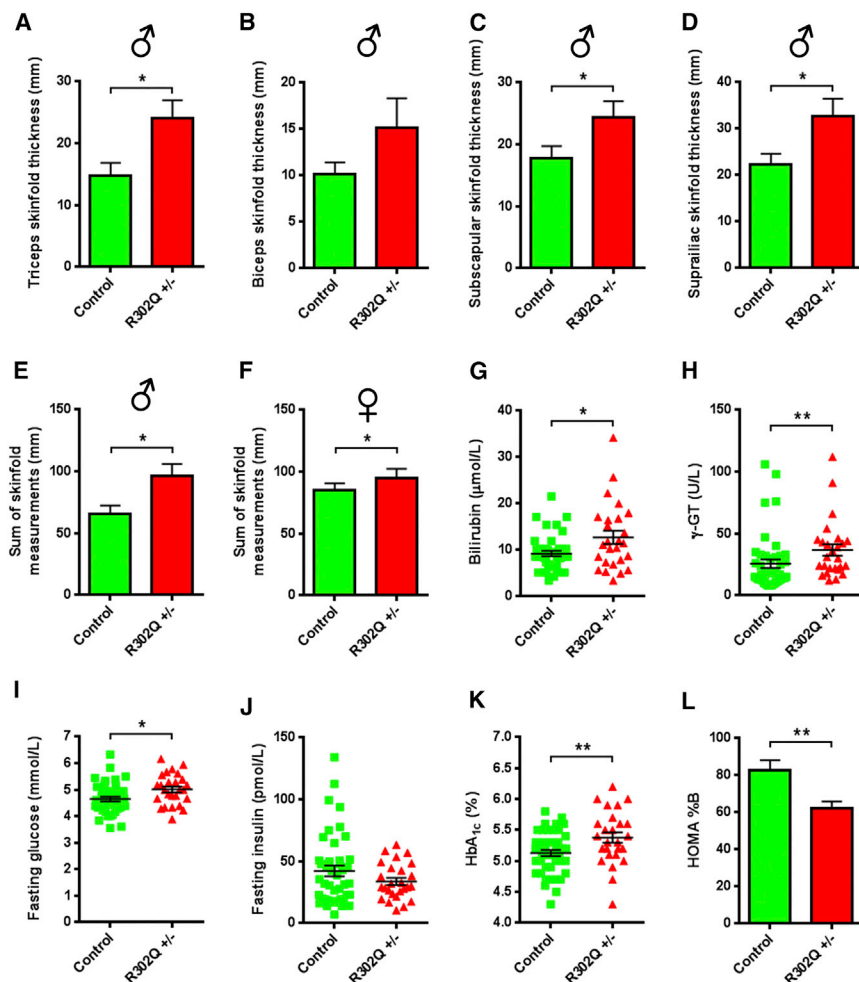 A
♂
Triceps skinfold thickness (mm)
30
20
10
0
*
Control
R302Q +/-
B
♂
Biceps skinfold thickness (mm)
20
15
10
5
0
Control
R302Q +/-
C
♂
Subscapular skinfold thickness (mm)
30
20
10
0
*
Control
R302Q +/-
D
♂
Suprailiac skinfold thickness (mm)
40
30
20
10
0
*
Control
R302Q +/-
E
♂
Sum of skinfold
measurements (mm)
150
100
50
0
*
Control
R302Q +/-
F
♀
Sum of skinfold
measurements (mm)
150
100
50
0
*
Control
R302Q +/-
G
Bilirubin (µmol/L)
40
30
20
10
0
*
Control
R302Q +/-
H
γ-GT (U/L)
150
100
50
0
**
Control
R302Q +/-
I
Fasting glucose (mmol/L)
7
6
5
4
3
2
1
0
*
Control
R302Q +/-
J
Fasting insulin (pmol/L)
150
100
50
0
Control
R302Q +/-
K
HbA1c (%)
7.0
6.5
6.0
5.5
5.0
4.5
4.0
**
Control
R302Q +/-
L
HOMA %B
100
80
60
40
80
0
**
Control
R302Q +/-